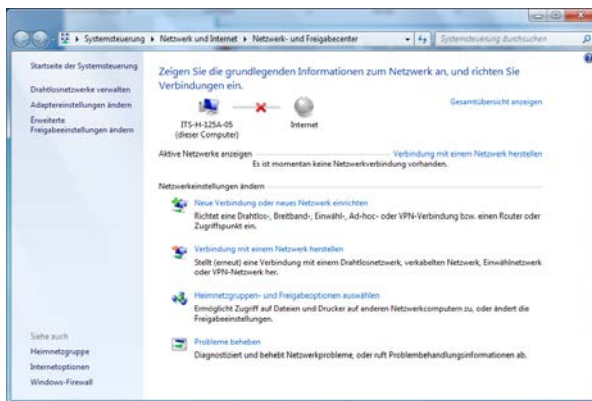 Systemsteuerung ▸ Netzwerk und Internet ▸ Netzwerk- und Freigabecenter
Systemsteuerung durchsuchen
Startseite der Systemsteuerung
Drahtlosnetzwerke verwalten
Adaptereinstellungen ändern
Erweiterte
Freigabeeinstellungen ändern
Zeigen Sie die grundlegenden Informationen zum Netzwerk an, und richten Sie
Verbindungen ein.
Gesamtübersicht anzeigen
ITS-H-125A-05
(dieser Computer)
Internet
Aktive Netzwerke anzeigen
Verbindung mit einem Netzwerk herstellen
Es ist momentan keine Netzwerkverbindung vorhanden.
Netzwerkeinstellungen ändern
Neue Verbindung oder neues Netzwerk einrichten
Richtet eine Drahtlos-, Breitband-, Einwähl-, Ad-hoc- oder VPN-Verbindung bzw. einen Router oder
Zugriffspunkt ein.
Verbindung mit einem Netzwerk herstellen
Stellt (erneut) eine Verbindung mit einem Drahtlosnetzwerk, verkabelten Netzwerk, Einwählnetzwerk
oder VPN-Netzwerk her.
Heimnetzgruppen- und Freigabeoptionen auswählen
Ermöglicht Zugriff auf Dateien und Drucker auf anderen Netzwerkcomputern zu, oder ändert die
Freigabeeinstellungen.
Probleme beheben
Diagnostiziert und behebt Netzwerkprobleme, oder ruft Problembehandlungsinformationen ab.
Siehe auch
Heimnetzgruppe
Internetoptionen
Windows-Firewall